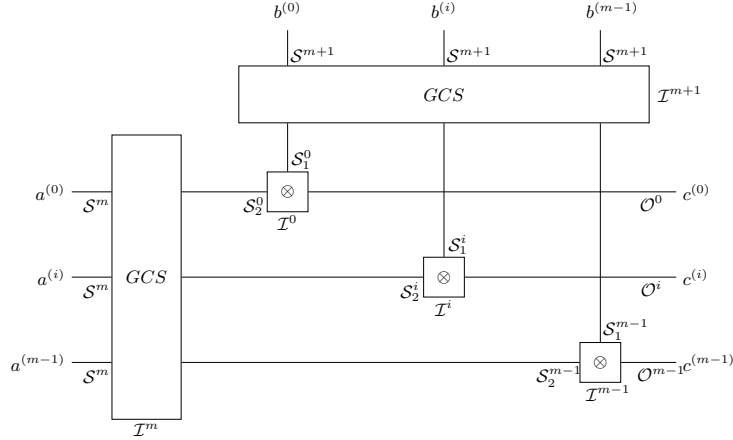 b^{(0)} b^{(i)} b^{(m−1)}
𝒮^{m+1} 𝒮^{m+1} 𝒮^{m+1}
GCS ℐ^{m+1}
𝒮_1^0
a^{(0)} 𝒮^m ⊗ 𝒪^0 c^{(0)}
𝒮_2^0
ℐ^0
𝒮_1^i
a^{(i)} 𝒮^m GCS ⊗ 𝒪^i c^{(i)}
𝒮_2^i
ℐ^i
𝒮_1^{m−1}
a^{(m−1)} 𝒮^m ⊗ 𝒪^{m−1} c^{(m−1)}
𝒮_2^{m−1}
ℐ^{m−1}
ℐ^m